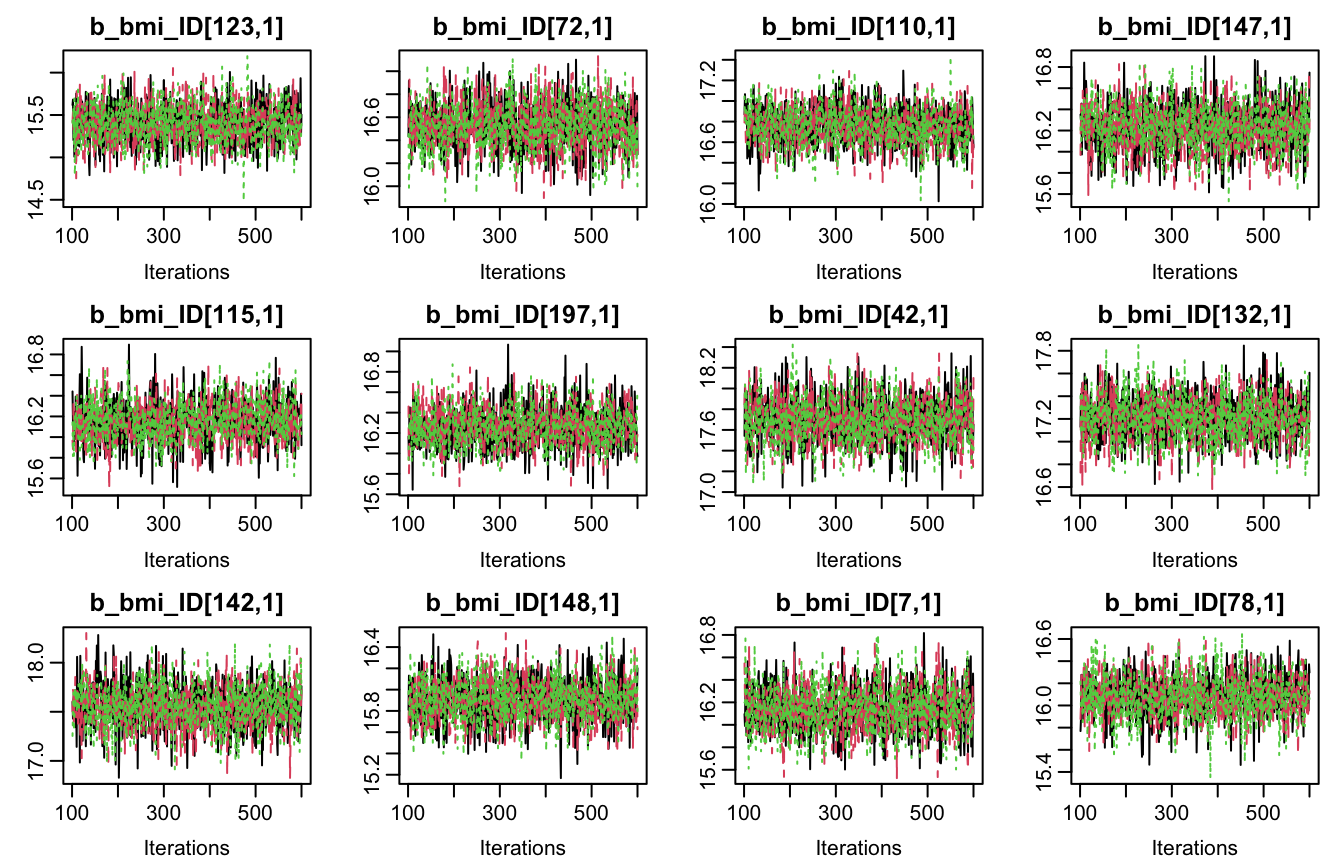 b_bmi_ID[123,1] b_bmi_ID[72,1] b_bmi_ID[110,1] b_bmi_ID[147,1]
14.5 15.5 16.0 16.6 16.0 16.6 17.2 15.6 16.2 16.8
100 300 500 100 300 500 100 300 500 100 300 500
Iterations Iterations Iterations Iterations
b_bmi_ID[115,1] b_bmi_ID[197,1] b_bmi_ID[42,1] b_bmi_ID[132,1]
15.6 16.2 16.8 15.6 16.2 16.8 17.0 17.6 18.2 16.6 17.2 17.8
100 300 500 100 300 500 100 300 500 100 300 500
Iterations Iterations Iterations Iterations
b_bmi_ID[142,1] b_bmi_ID[148,1] b_bmi_ID[7,1] b_bmi_ID[78,1]
17.0 18.0 15.2 15.8 16.4 15.6 16.2 16.8 15.4 16.0 16.6
100 300 500 100 300 500 100 300 500 100 300 500
Iterations Iterations Iterations Iterations